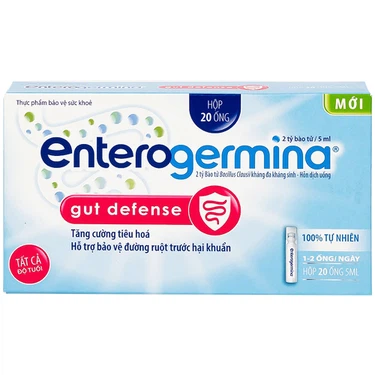 Thực phẩm bảo vệ sức khoẻ
HỘP
20 ỐNG
MỚI
2 tỷ bào tử / 5 ml
enterogermina®
2 tỷ Bào tử Bacillus Clausii kháng đa kháng sinh - Hỗn dịch uống
gut defense
Tăng cường tiêu hoá
Hỗ trợ bảo vệ đường ruột trước hại khuẩn
TẤT CẢ
ĐỘ TUỔI
Enterogermina
100% TỰ NHIÊN
1-2 ỐNG/ NGÀY
HỘP 20 ỐNG 5ML